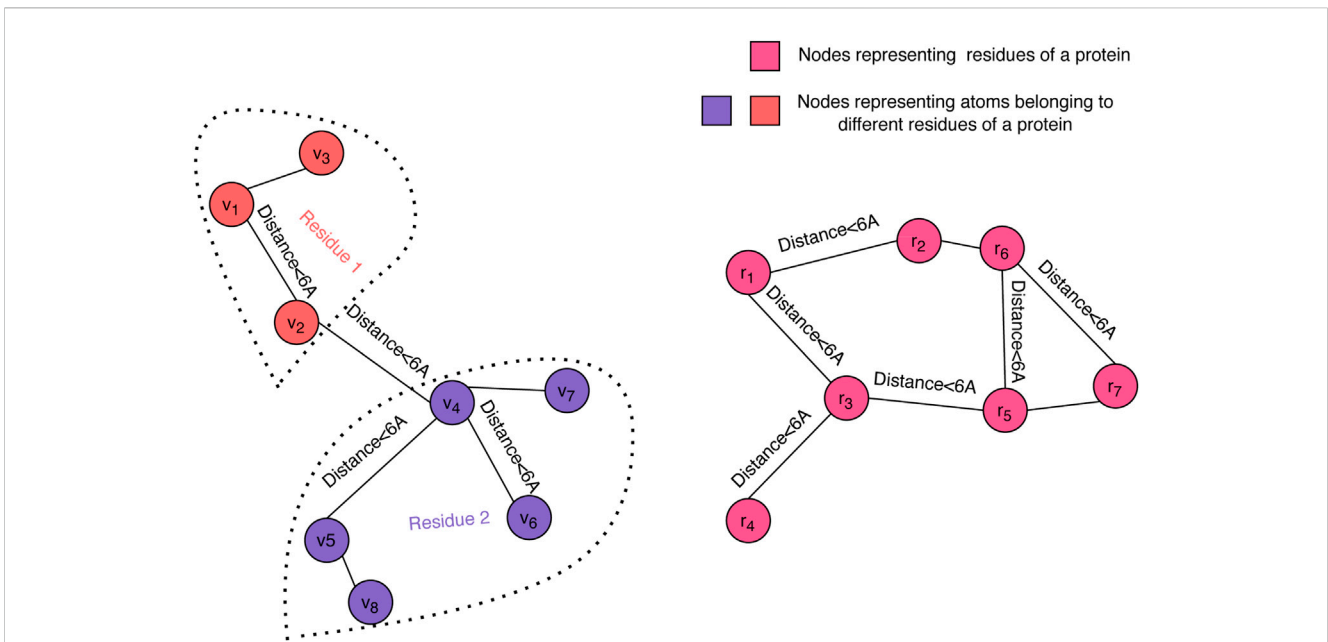 Nodes representing residues of a protein
Nodes representing atoms belonging to
different residues of a protein
v3
v1
Distance<6A
Residue 1
v2
Distance<6A
v4
v7
Distance<6A
Distance<6A
Residue 2
v6
v5
v8
Distance<6A
r2
r6
r1
Distance<6A
Distance<6A
Distance<6A
r3
Distance<6A
r7
r5
Distance<6A
r4